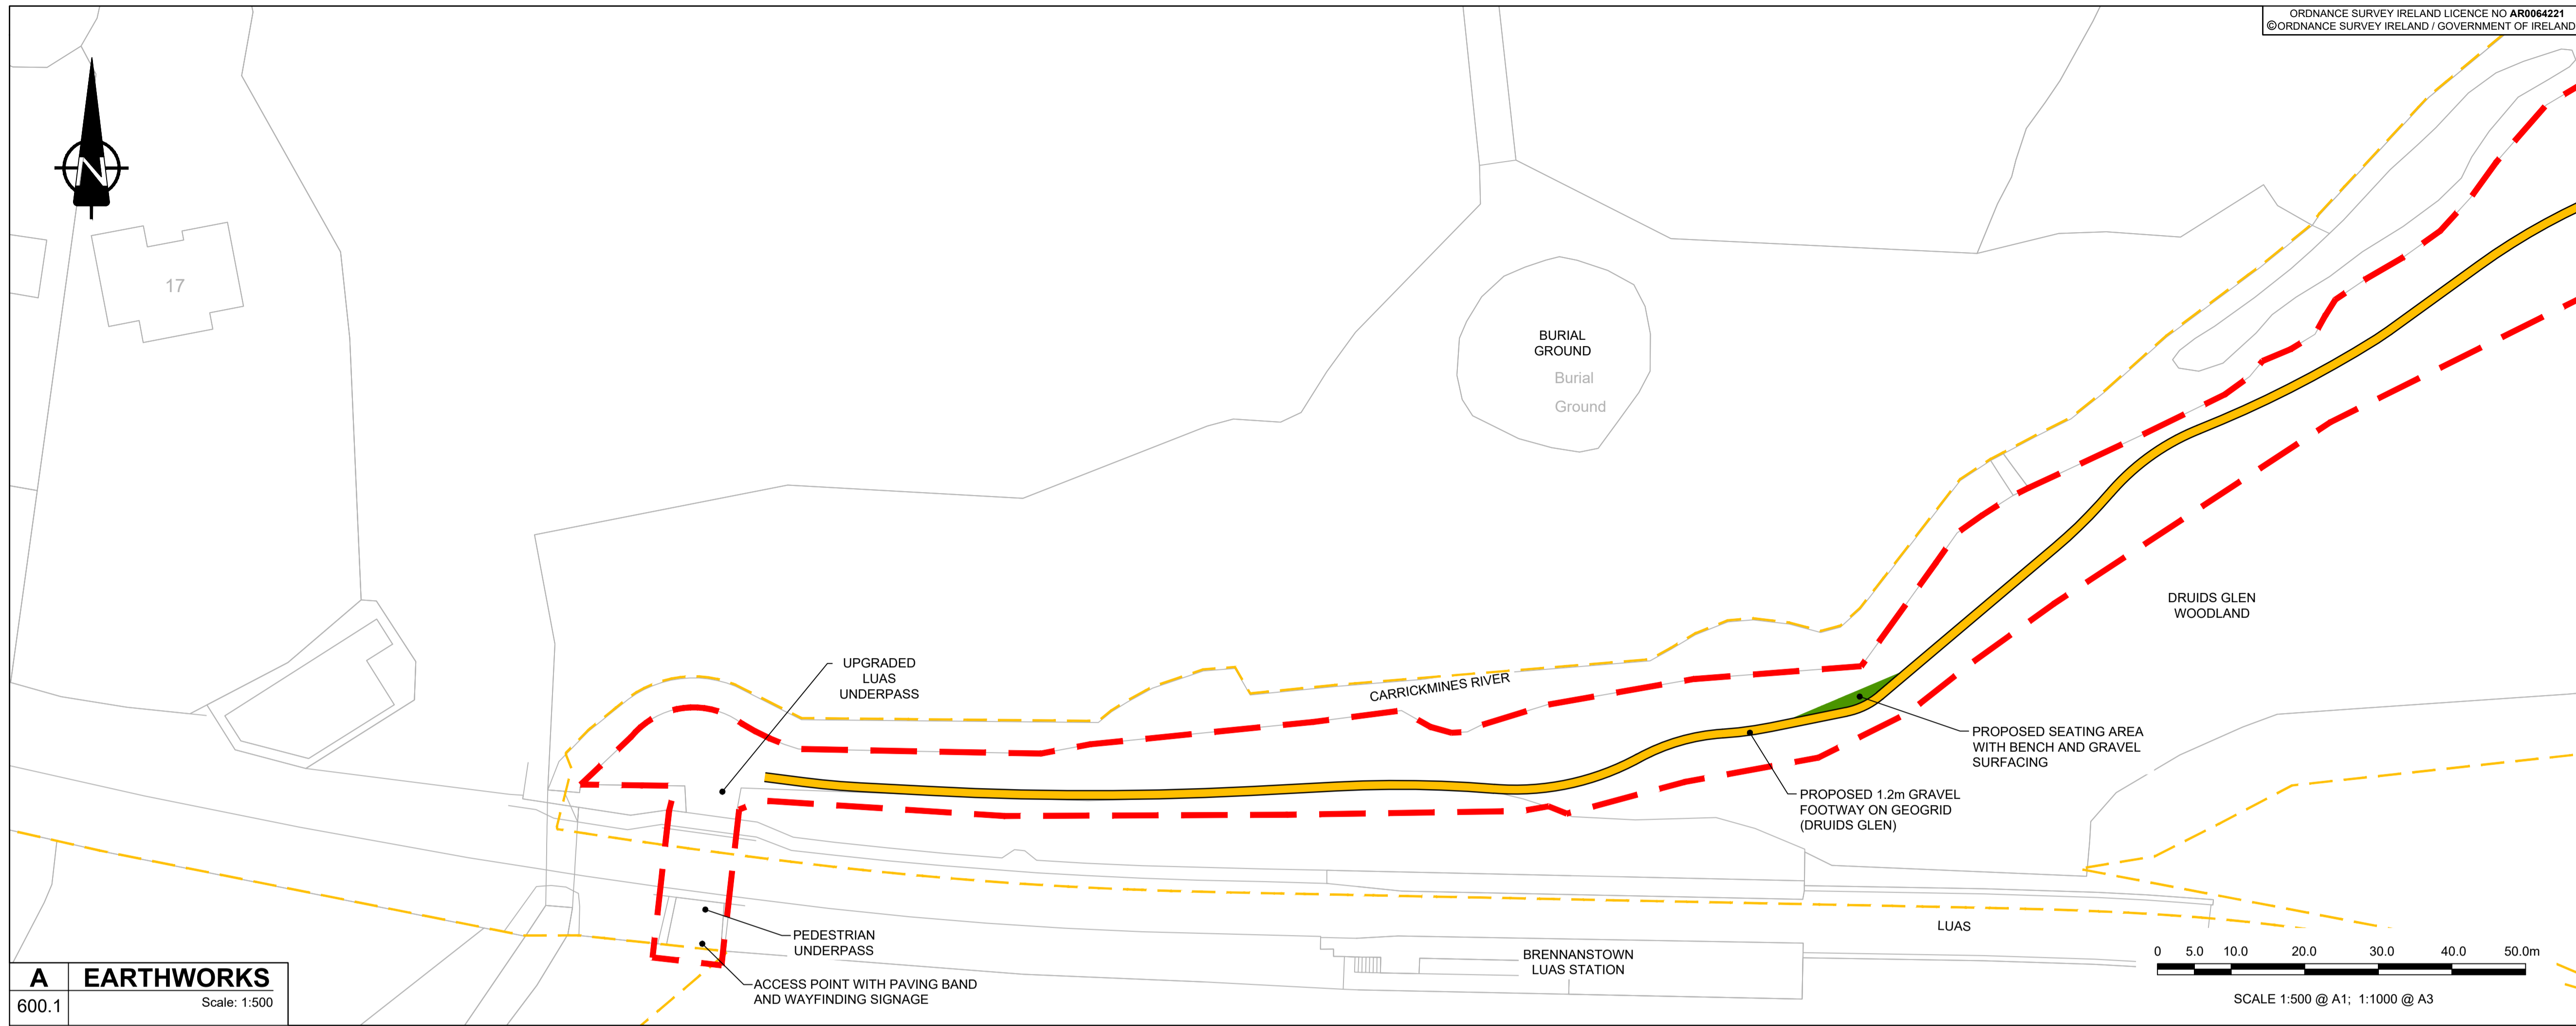 ORDNANCE SURVEY IRELAND LICENCE NO AR0064221
©ORDNANCE SURVEY IRELAND / GOVERNMENT OF IRELAND
N
17
BURIAL
GROUND
Burial
Ground
DRUIDS GLEN
WOODLAND
UPGRADED
LUAS
UNDERPASS
CARRICKMINES RIVER
PROPOSED SEATING AREA
WITH BENCH AND GRAVEL
SURFACING
PROPOSED 1.2m GRAVEL
FOOTWAY ON GEOGRID
(DRUIDS GLEN)
LUAS
PEDESTRIAN
UNDERPASS
BRENNANSTOWN
LUAS STATION
ACCESS POINT WITH PAVING BAND
AND WAYFINDING SIGNAGE
0 5.0 10.0 20.0 30.0 40.0 50.0m
SCALE 1:500 @ A1; 1:1000 @ A3
A EARTHWORKS
600.1 Scale: 1:500